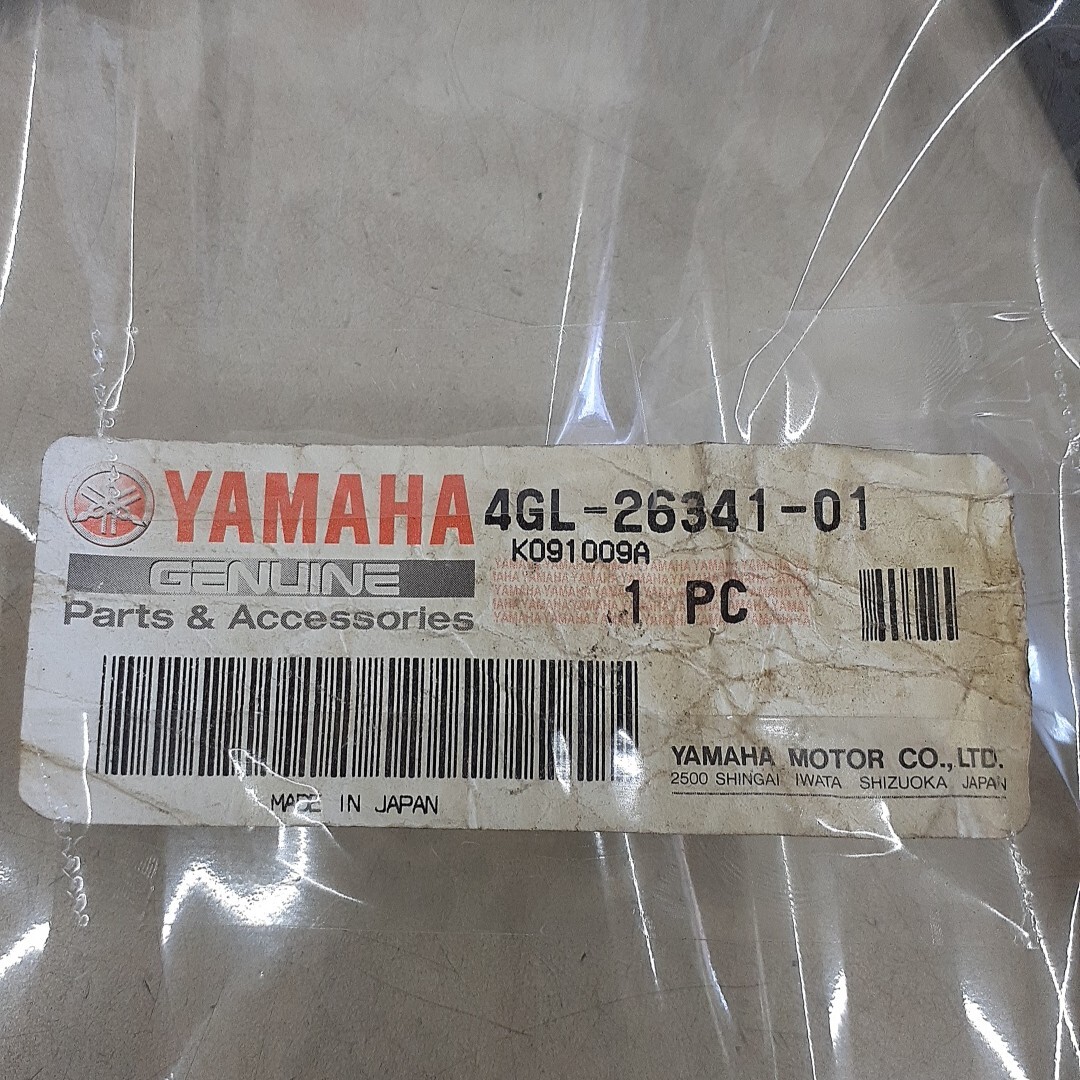 YAMAHA 4GL-26341-01
K091009A
GENUINE
Parts & Accessories
1 PC
MADE IN JAPAN
YAMAHA MOTOR CO., LTD.
2500 SHINGAI IWATA SHIZUOKA JAPAN